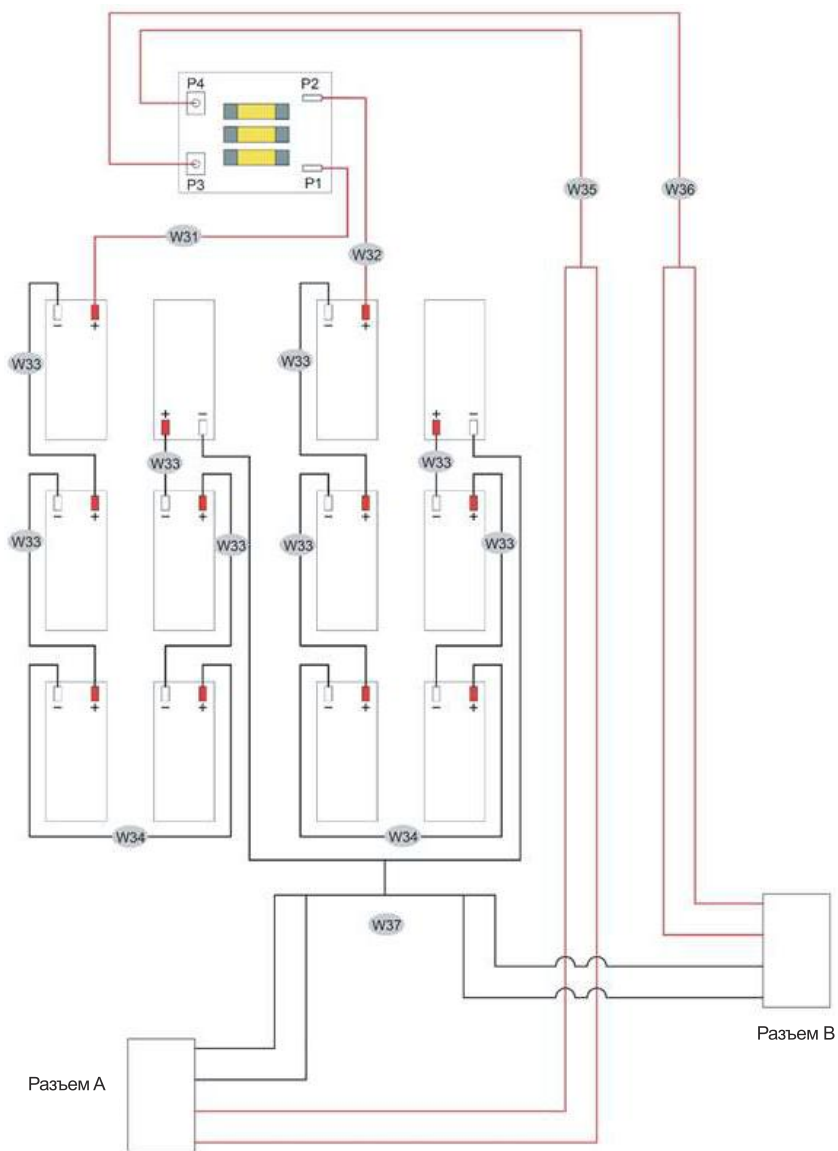 P4
P2
P3
P1
W35
W36
W31
W32
− +
− +
W33
W33
+ −
+ −
W33
W33
− +
− +
− +
− +
W33
W33
W33
W33
− +
− +
− +
− +
W34
W34
W37
Разъем B
Разъем A